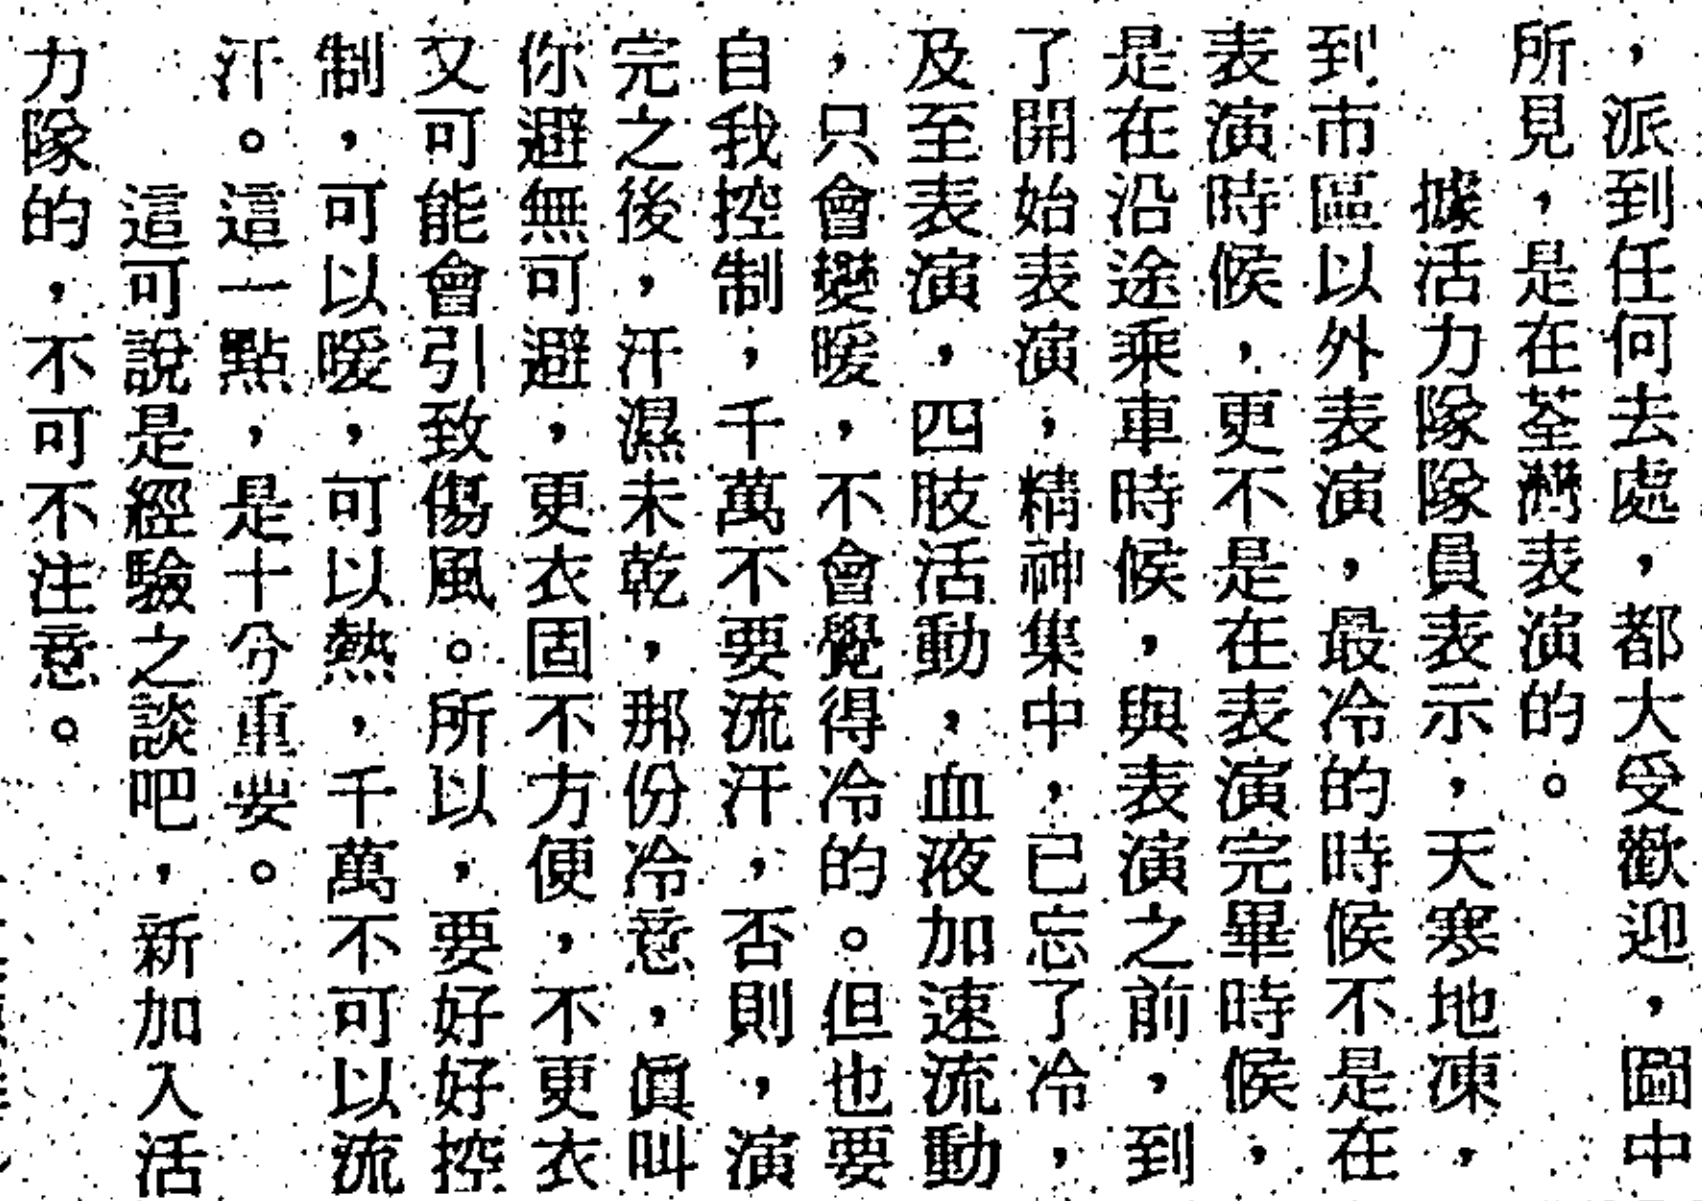 ，派到任何去處，都大受歡迎，圖中
所見，是在荃灣表演的。
據活力隊隊員表示，天寒地凍，
到市區以外表演，最冷的時候不是在
表演時候，更不是在表演完畢時候，
是在沿途乘車時候，與表演之前，到
了開始表演，精神集中，已忘了冷，
及至表演，四肢活動，血液加速流動
，只會變暖，不會覺得冷的。但也要
自我控制，千萬不要流汗，否則，演
完之後，汗濕未乾，那份冷意，眞叫
你避無可避，更衣固不方便，不更衣
又可能會引致傷風。所以，要好好控
制，可以暖，可以熱，千萬不可以流
汗。這一點，是十分重要。
這可說是經驗之談吧，新加入活
力隊的，不可不注意。